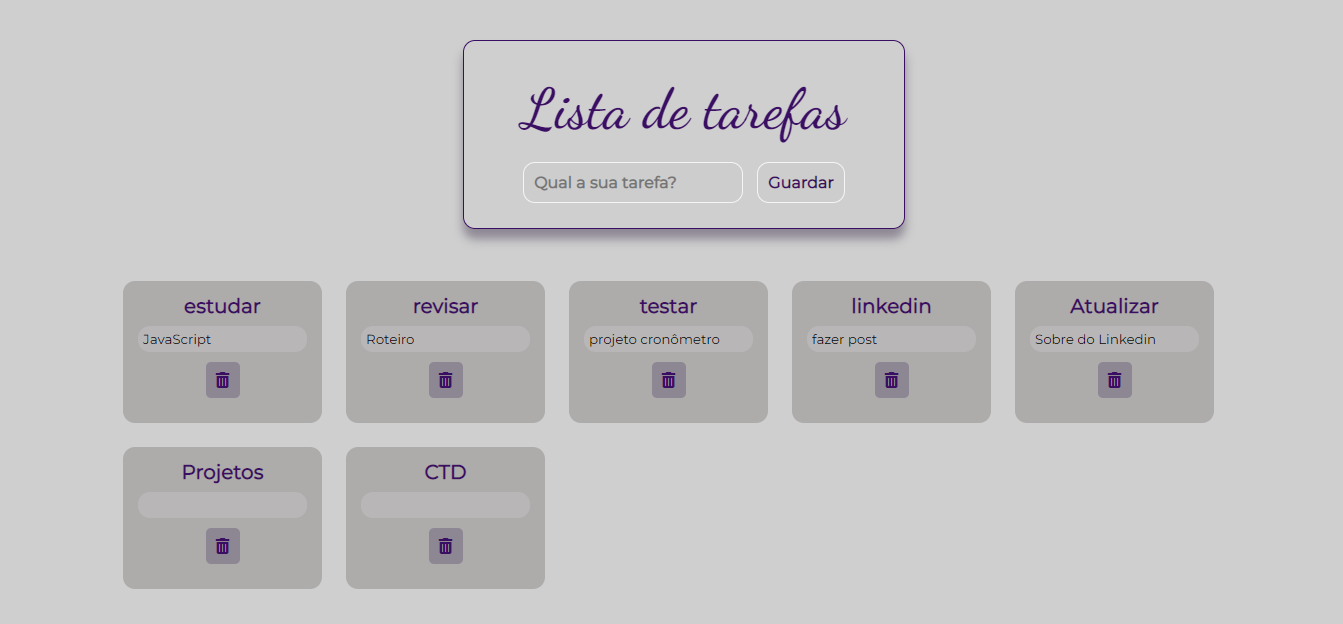 Lista de tarefas
Qual a sua tarefa? Guardar
estudar
JavaScript
revisar
Roteiro
testar
projeto cronômetro
linkedin
fazer post
Atualizar
Sobre do Linkedin
Projetos
CTD